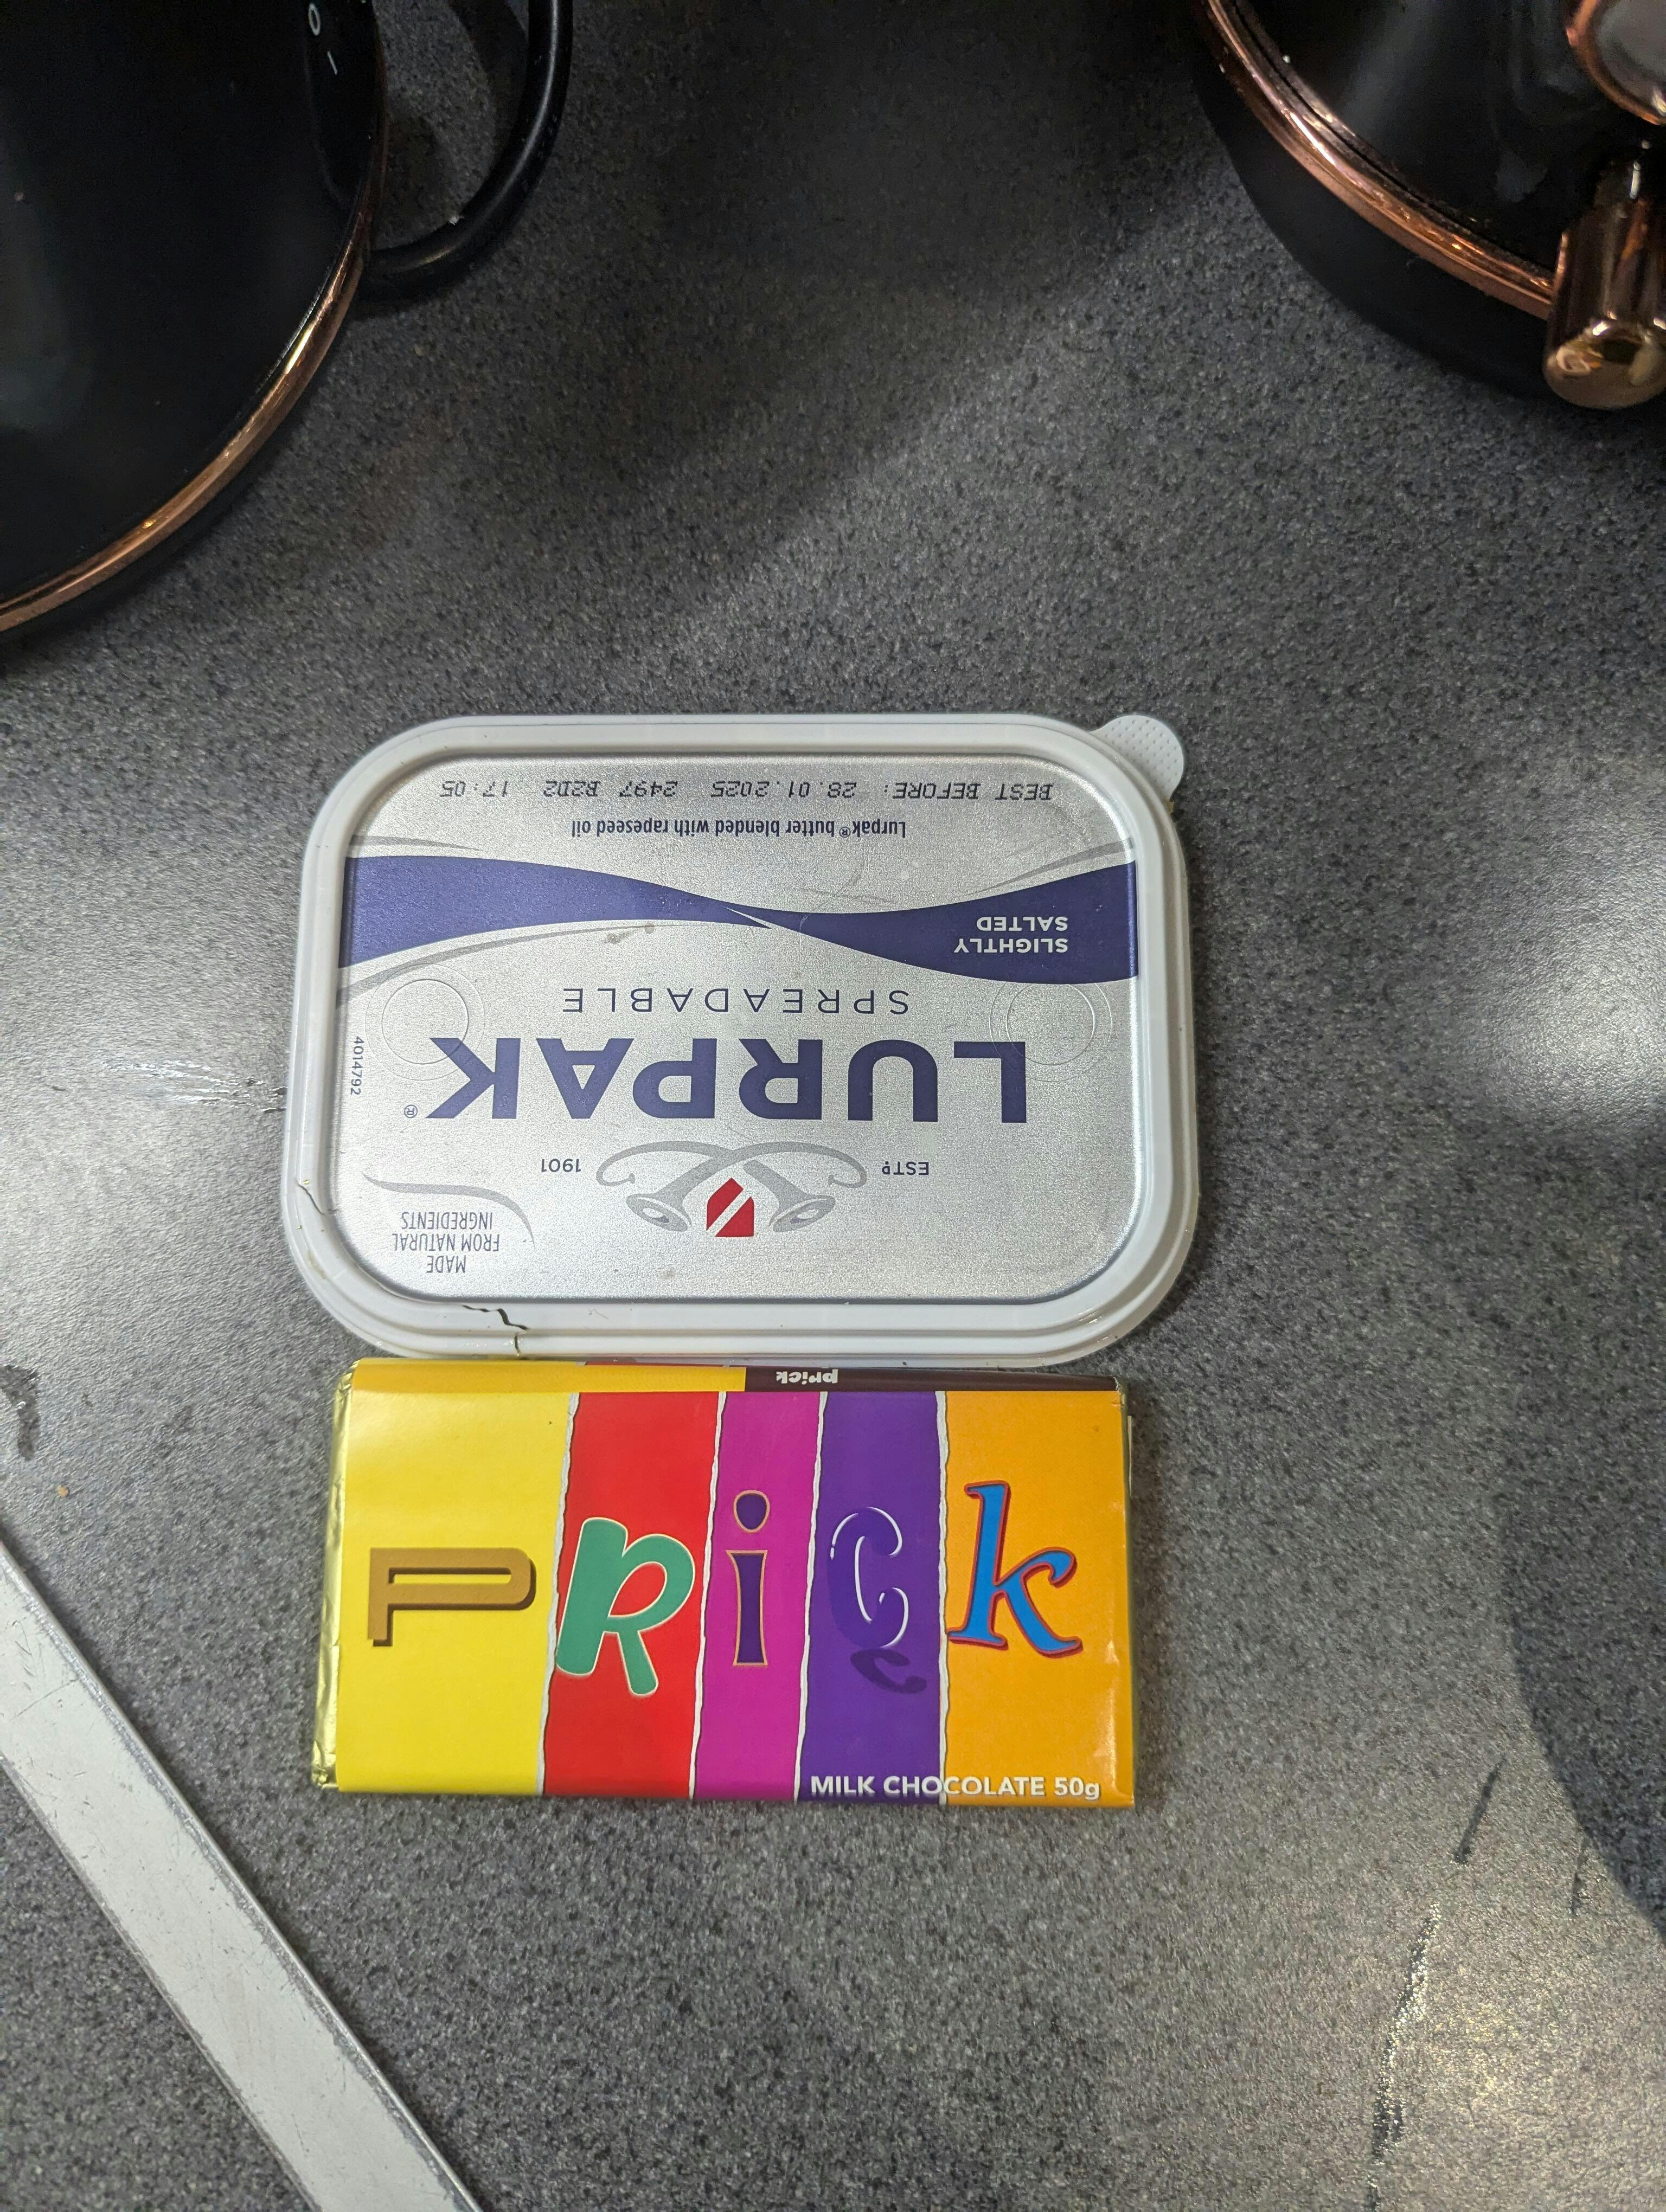 O I
MADE
FROM NATURAL
INGREDIENTS
ESTD 1901
LURPAK®
SPREADABLE
4014792
SLIGHTLY
SALTED
Lurpak® butter blended with rapeseed oil
BEST BEFORE: 28.01.2025 2497 B2D2 17:05
prick
PRiCk
MILK CHOCOLATE 50g